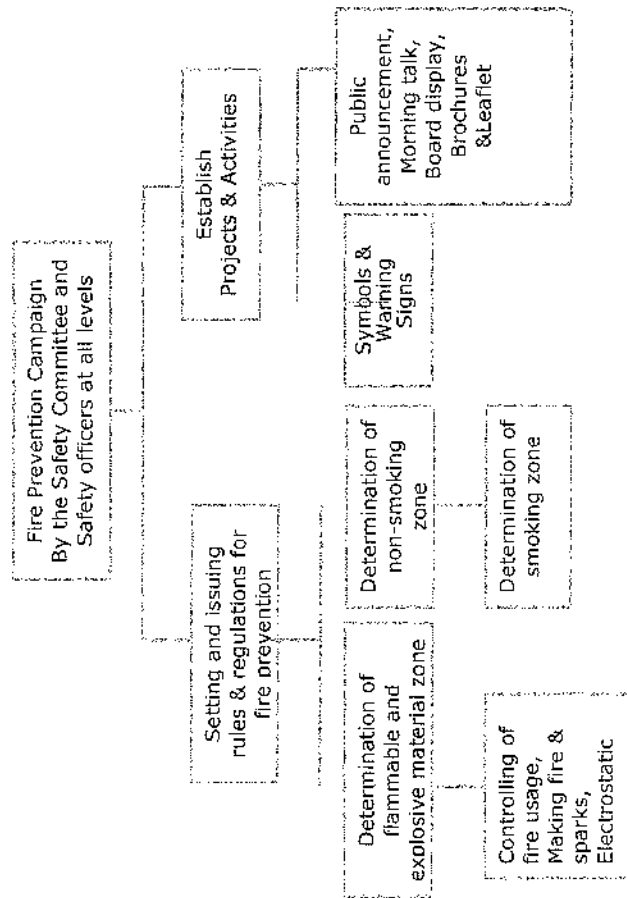 Fire Prevention Campaign
By the Safety Committee and
Safety officers at all levels
Setting and issuing
rules & regulations for
fire prevention
Establish
Projects & Activities
Determination of
flammable and
explosive material zone
Determination of
non-smoking
zone
Symbols &
Warning
Signs
Public
announcement,
Morning talk,
Board display,
Brochures
&Leaflet
Controlling of
fire usage,
Making fire &
sparks,
Electrostatic
Determination of
smoking zone